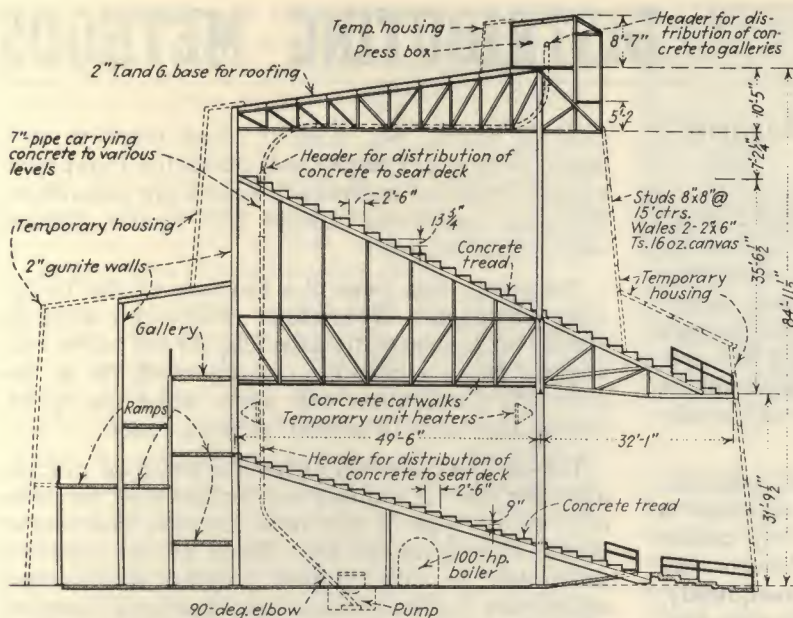 Temp. housing
Press box
Header for dis-
tribution of con-
crete to galleries
8'-7"
2" T. and G. base for roofing
5'-2
10'-5"
7'-2¼"
7"-pipe carrying
concrete to various
levels
Header for distribution of
concrete to seat deck
2'-6"
13¾"
Studs 8"x8"@
15' ctrs.
Wales 2-2"x6"
Ts. 16 oz. canvas
Temporary housing
2" gunite walls
Concrete
tread
35'-6½"
84'-11½"
Temporary
housing
Gallery
Ramps
Concrete catwalks
Temporary unit heaters
49'-6"
32'-1"
Header for distribution of
concrete to seat deck
2'-6"
9"
Concrete tread
31'-9½"
100-hp.
boiler
90-deg. elbow
Pump